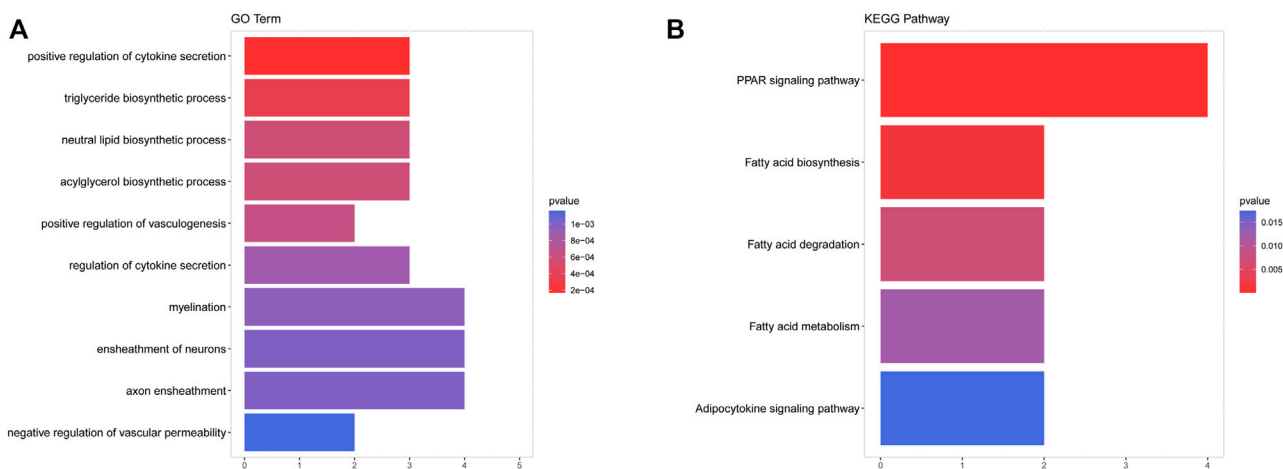 A
GO Term
positive regulation of cytokine secretion
triglyceride biosynthetic process
neutral lipid biosynthetic process
acylglycerol biosynthetic process
positive regulation of vasculogenesis
regulation of cytokine secretion
myelination
ensheathment of neurons
axon ensheathment
negative regulation of vascular permeability
0 1 2 3 4 5
pvalue
1e−03
8e−04
6e−04
4e−04
2e−04
B
KEGG Pathway
PPAR signaling pathway
Fatty acid biosynthesis
Fatty acid degradation
Fatty acid metabolism
Adipocytokine signaling pathway
0 1 2 3 4
pvalue
0.015
0.010
0.005